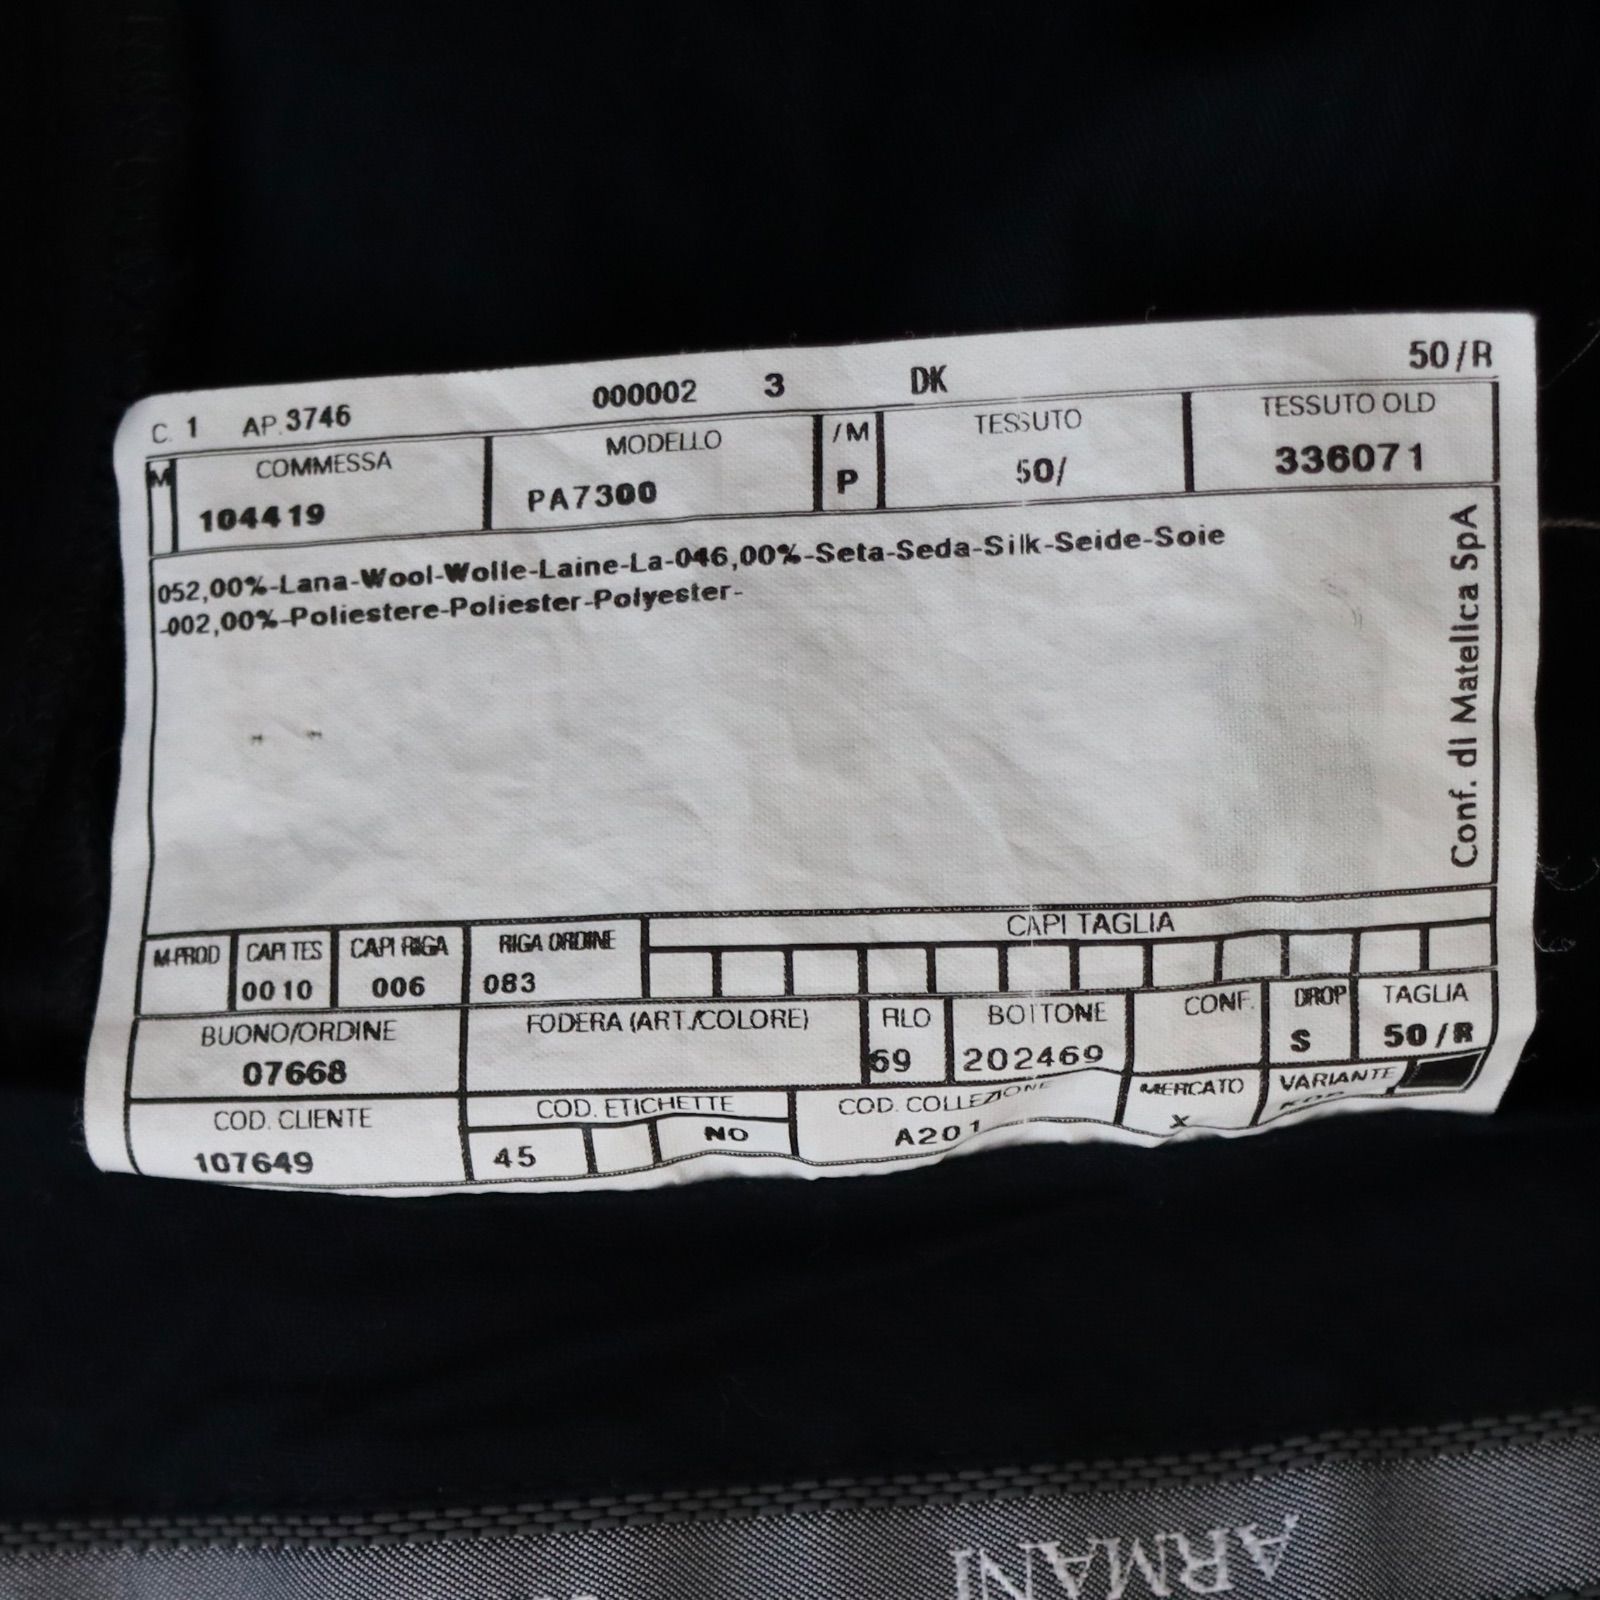 C. 1 AP.3746 000002 3 DK 50/R
M COMMESSA MODELLO /M TESSUTO TESSUTO OLD
104419 PA7300 P 50/ 336071
052,00%-Lana-Wool-Wolle-Laine-La-046,00%-Seta-Seda-Silk-Seide-Soie
-002,00%-Poliestere-Poliester-Polyester-
Conf. di Matelica SpA
CAPI TAGLIA
M-PROD CAPI TES CAPI RIGA RIGA ORDINE
0010 006 083
BUONO/ORDINE FODERA (ART./COLORE) FILO BOTTONE CONF. DROP TAGLIA
07668 69 202469 S 50/R
COD. CLIENTE COD. ETICHETTE COD. COLLEZIONE MERCATO VARIANTE
107649 45 NO A201 X
ARMANI